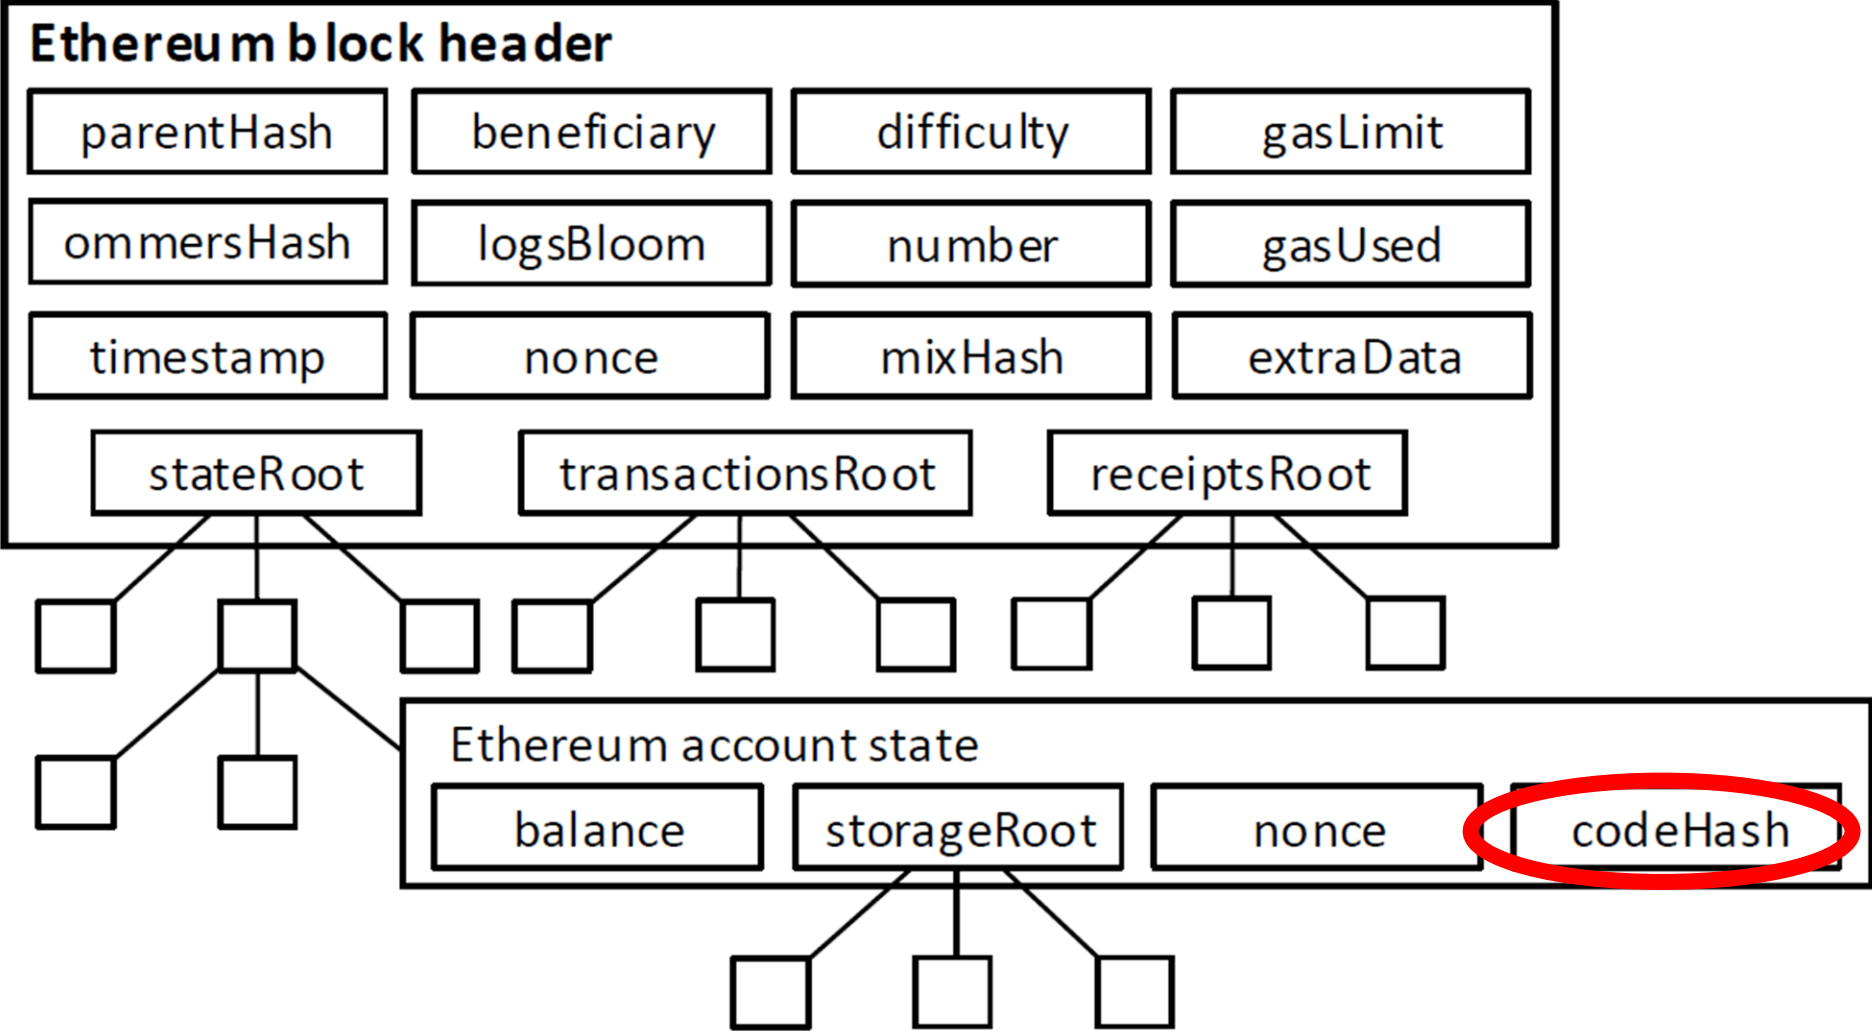 Ethereum block header
parentHash beneficiary difficulty gasLimit
ommersHash logsBloom number gasUsed
timestamp nonce mixHash extraData
stateRoot transactionsRoot receiptsRoot
Ethereum account state
balance storageRoot nonce codeHash